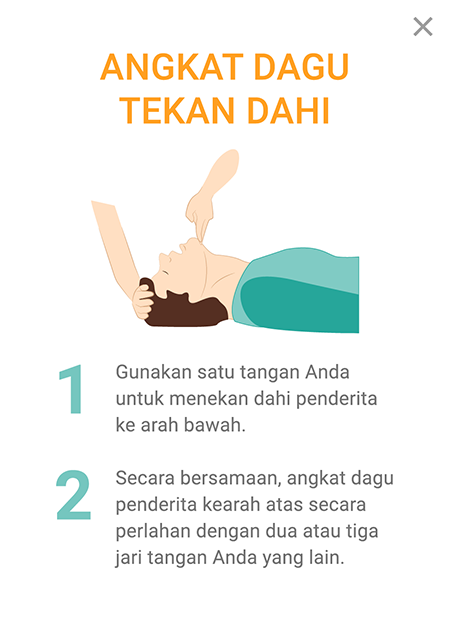 ANGKAT DAGU
TEKAN DAHI
1
Gunakan satu tangan Anda
untuk menekan dahi penderita
ke arah bawah.
2
Secara bersamaan, angkat dagu
penderita kearah atas secara
perlahan dengan dua atau tiga
jari tangan Anda yang lain.